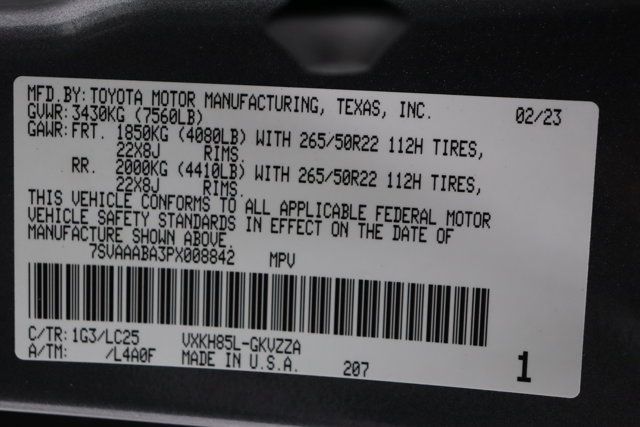 MFD.BY: TOYOTA MOTOR MANUFACTURING, TEXAS, INC. 02/23
GVWR: 3430KG (7560LB)
GAWR: FRT. 1850KG (4080LB) WITH 265/50R22 112H TIRES,
22X8J RIMS.
RR. 2000KG (4410LB) WITH 265/50R22 112H TIRES,
22X8J RIMS.
THIS VEHICLE CONFORMS TO ALL APPLICABLE FEDERAL MOTOR
VEHICLE SAFETY STANDARDS IN EFFECT ON THE DATE OF
MANUFACTURE SHOWN ABOVE.
7SVAAABA3PX008842 MPV
C/TR: 1G3/LC25 VXKH85L-GKVZZA
A/TM: /L4A0F MADE IN U.S.A. 207 1